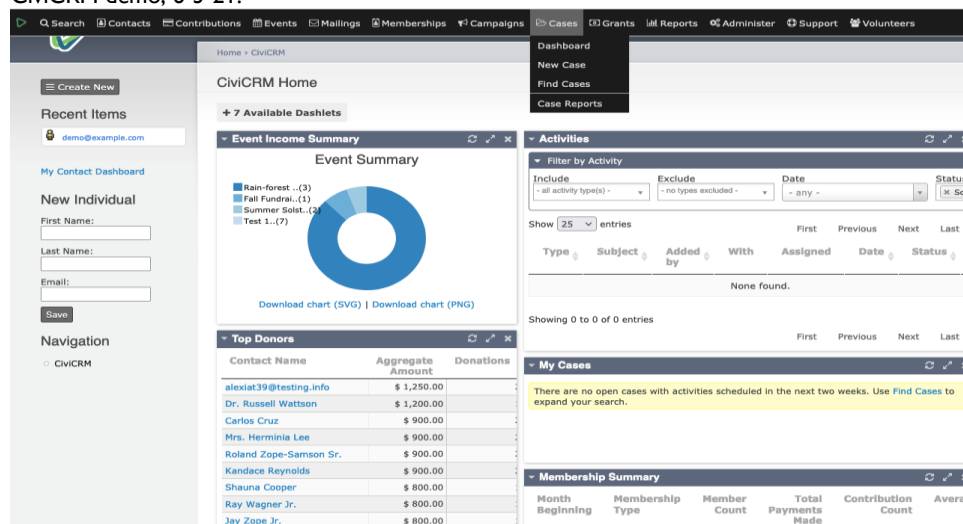 Search Contacts Contributions Events Mailings Memberships Campaigns Cases Grants Reports Administer Support Volunteers
Dashboard
New Case
Find Cases
Case Reports
Home › CiviCRM
CiviCRM Home
+ 7 Available Dashlets
Create New
Recent Items
demo@example.com
My Contact Dashboard
New Individual
First Name:
Last Name:
Email:
Save
Navigation
CiviCRM
Event Income Summary
Event Summary
Rain-forest ..(3)
Fall Fundrai..(1)
Summer Solst..(2)
Test 1..(7)
Download chart (SVG) | Download chart (PNG)
Top Donors
Contact Name Aggregate Amount Donations
alexiat39@testing.info $ 1,250.00
Dr. Russell Wattson $ 1,200.00
Carlos Cruz $ 900.00
Mrs. Herminia Lee $ 900.00
Roland Zope-Samson Sr. $ 900.00
Kandace Reynolds $ 900.00
Shauna Cooper $ 800.00
Ray Wagner Jr. $ 800.00
Jay Zope Jr. $ 800.00
Activities
Filter by Activity
Include Exclude Date Statu
- all activity type(s) - - no types excluded - - any - × Sc
Show 25 entries
First Previous Next Last
Type Subject Added by With Assigned Date Status
None found.
Showing 0 to 0 of 0 entries
First Previous Next Last
My Cases
There are no open cases with activities scheduled in the next two weeks. Use Find Cases to
expand your search.
Membership Summary
Month Beginning Membership Type Member Count Total Payments Made Contribution Count Avera